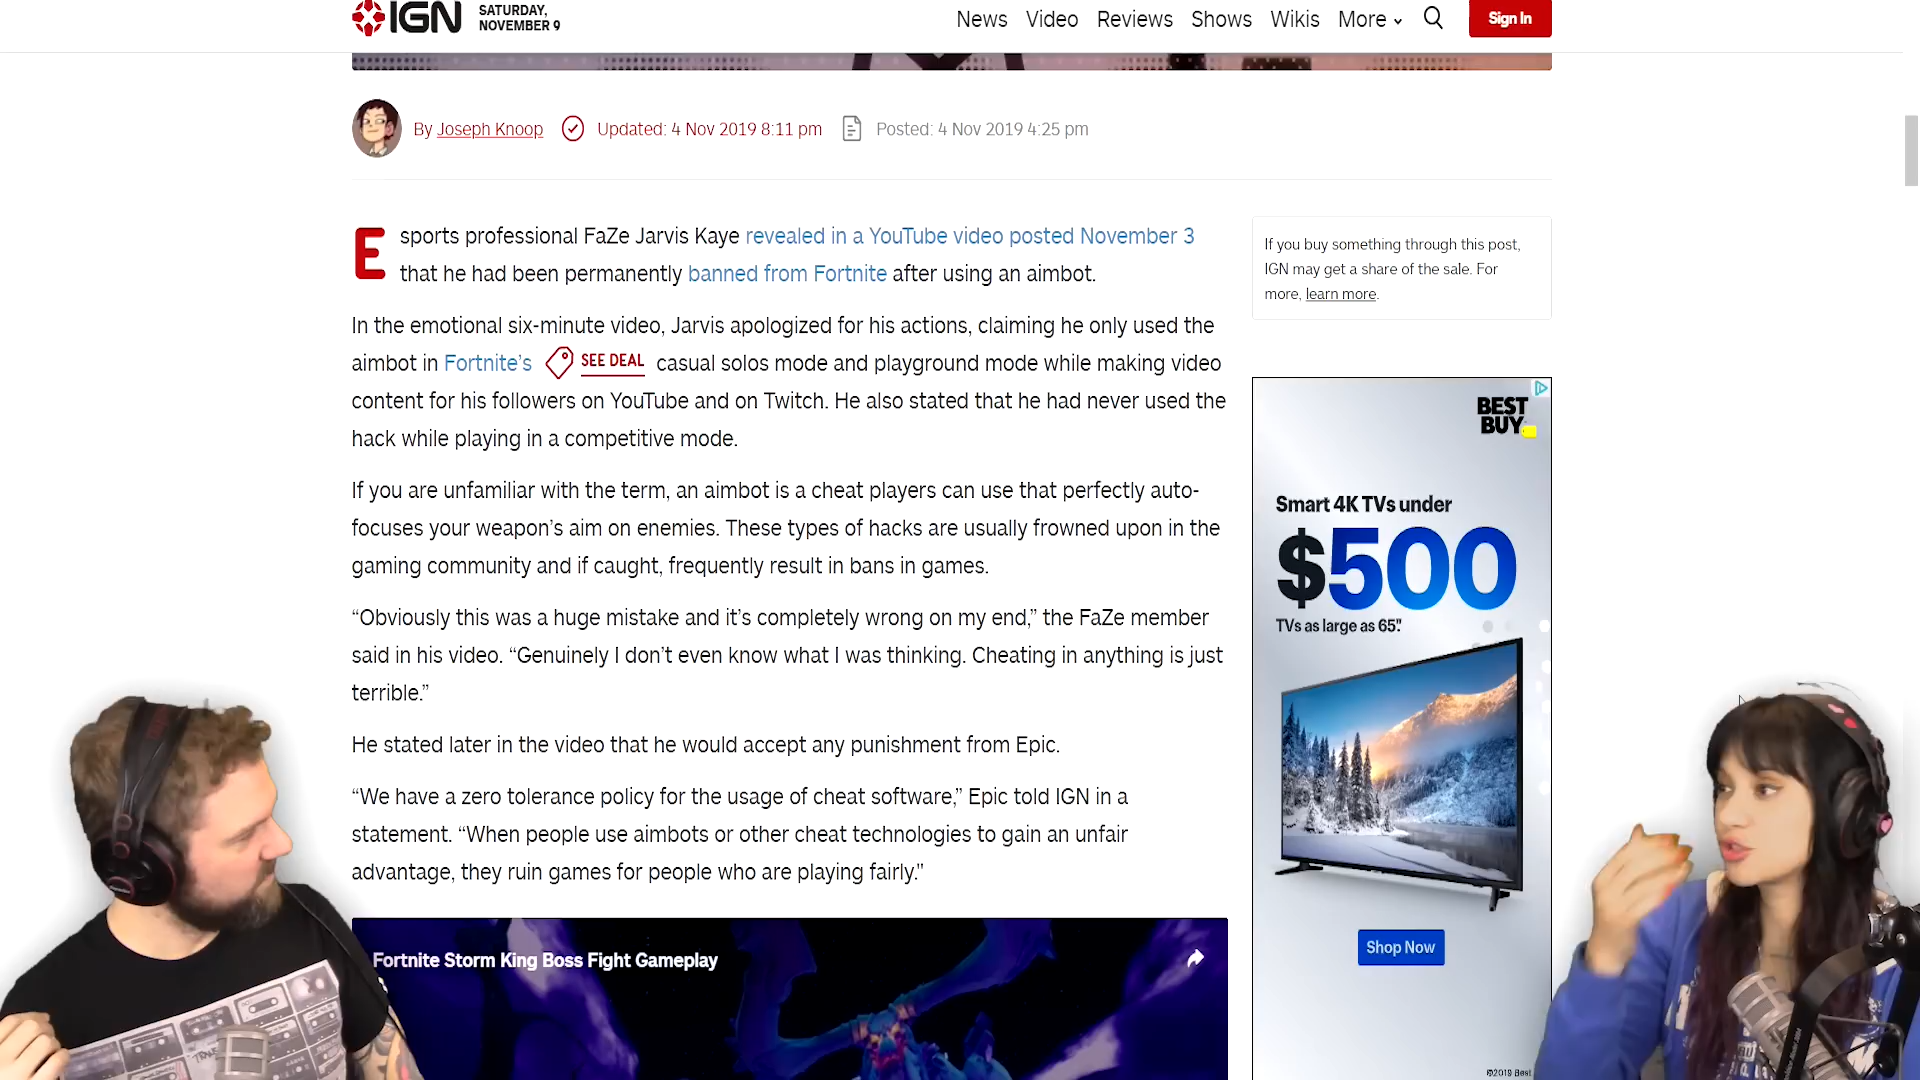 IGN
SATURDAY,
NOVEMBER 9
News Video Reviews Shows Wikis More
Sign In
By Joseph Knoop Updated: 4 Nov 2019 8:11 pm Posted: 4 Nov 2019 4:25 pm
Esports professional FaZe Jarvis Kaye revealed in a YouTube video posted November 3
that he had been permanently banned from Fortnite after using an aimbot.
In the emotional six-minute video, Jarvis apologized for his actions, claiming he only used the
aimbot in Fortnite’s SEE DEAL casual solos mode and playground mode while making video
content for his followers on YouTube and on Twitch. He also stated that he had never used the
hack while playing in a competitive mode.
If you are unfamiliar with the term, an aimbot is a cheat players can use that perfectly auto-
focuses your weapon’s aim on enemies. These types of hacks are usually frowned upon in the
gaming community and if caught, frequently result in bans in games.
“Obviously this was a huge mistake and it’s completely wrong on my end,” the FaZe member
said in his video. “Genuinely I don’t even know what I was thinking. Cheating in anything is just
terrible.”
He stated later in the video that he would accept any punishment from Epic.
“We have a zero tolerance policy for the usage of cheat software,” Epic told IGN in a
statement. “When people use aimbots or other cheat technologies to gain an unfair
advantage, they ruin games for people who are playing fairly.”
Fortnite Storm King Boss Fight Gameplay
If you buy something through this post,
IGN may get a share of the sale. For
more, learn more.
BEST
BUY
Smart 4K TVs under
$500
TVs as large as 65"
Shop Now
©2019 Best